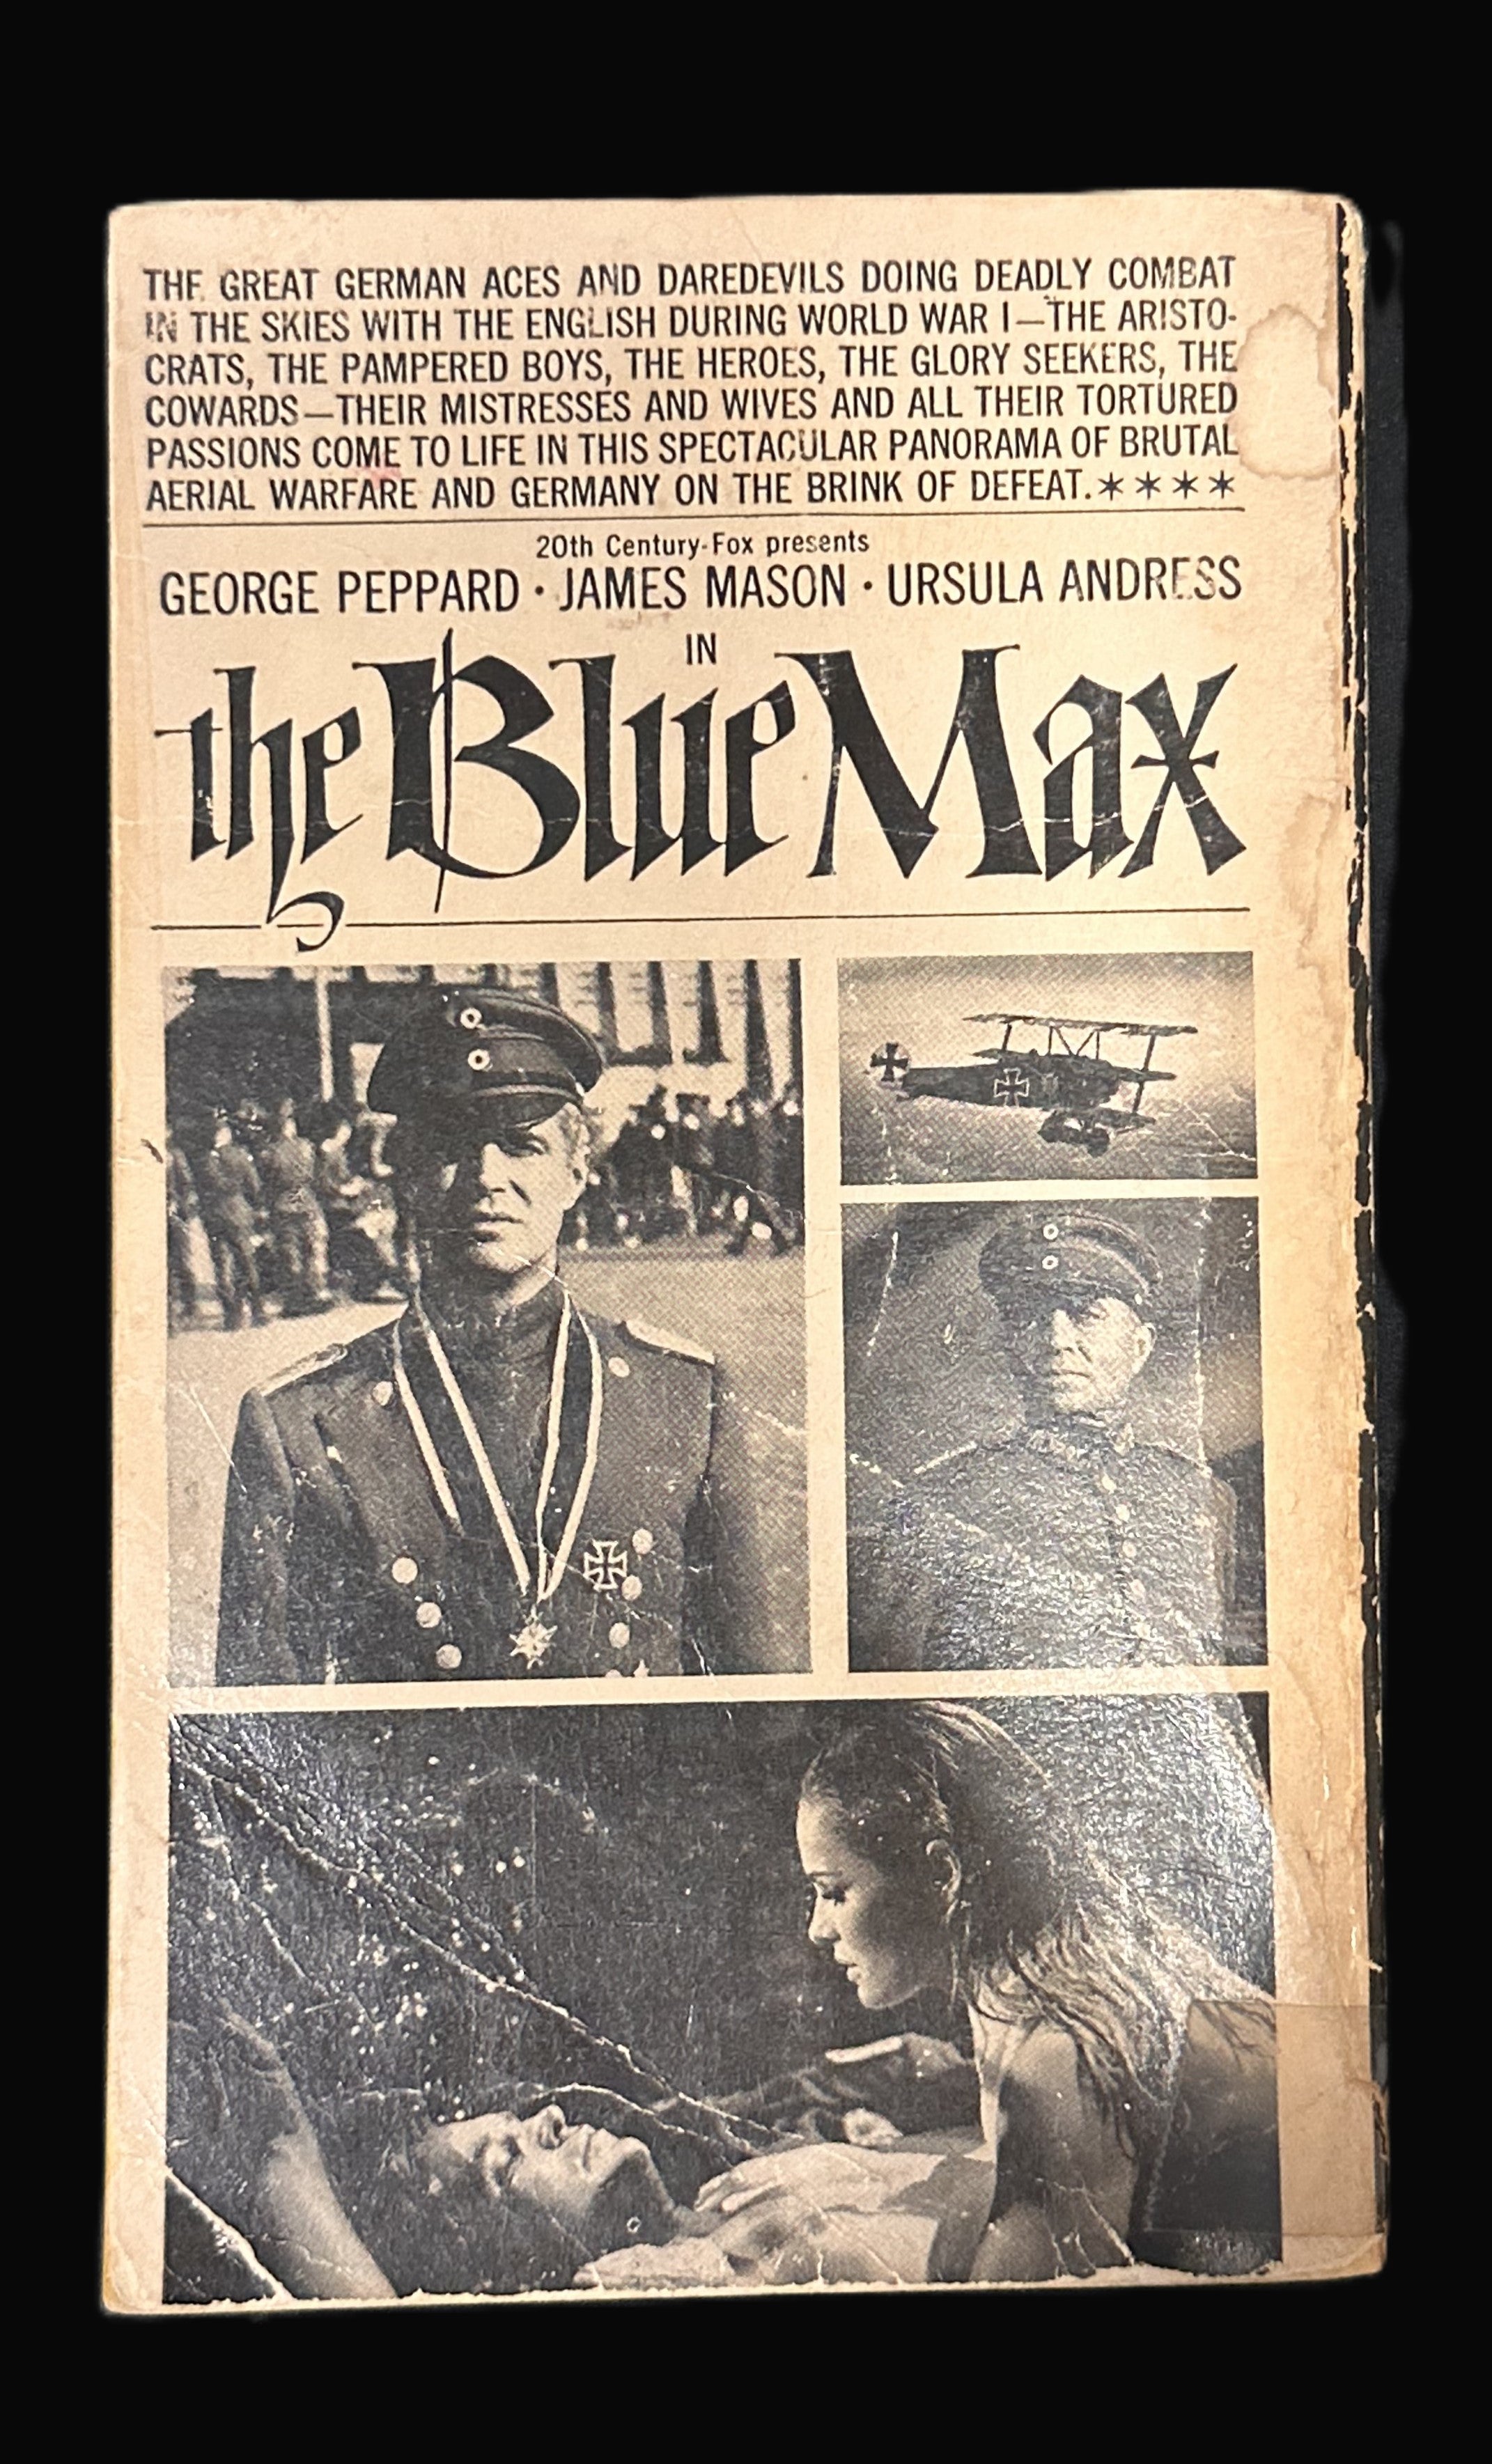 THE GREAT GERMAN ACES AND DAREDEVILS DOING DEADLY COMBAT
IN THE SKIES WITH THE ENGLISH DURING WORLD WAR I—THE ARISTO-
CRATS, THE PAMPERED BOYS, THE HEROES, THE GLORY SEEKERS, THE
COWARDS—THEIR MISTRESSES AND WIVES AND ALL THEIR TORTURED
PASSIONS COME TO LIFE IN THIS SPECTACULAR PANORAMA OF BRUTAL
AERIAL WARFARE AND GERMANY ON THE BRINK OF DEFEAT.✶✶✶✶
20th Century-Fox presents
GEORGE PEPPARD · JAMES MASON · URSULA ANDRESS
IN
the Blue Max